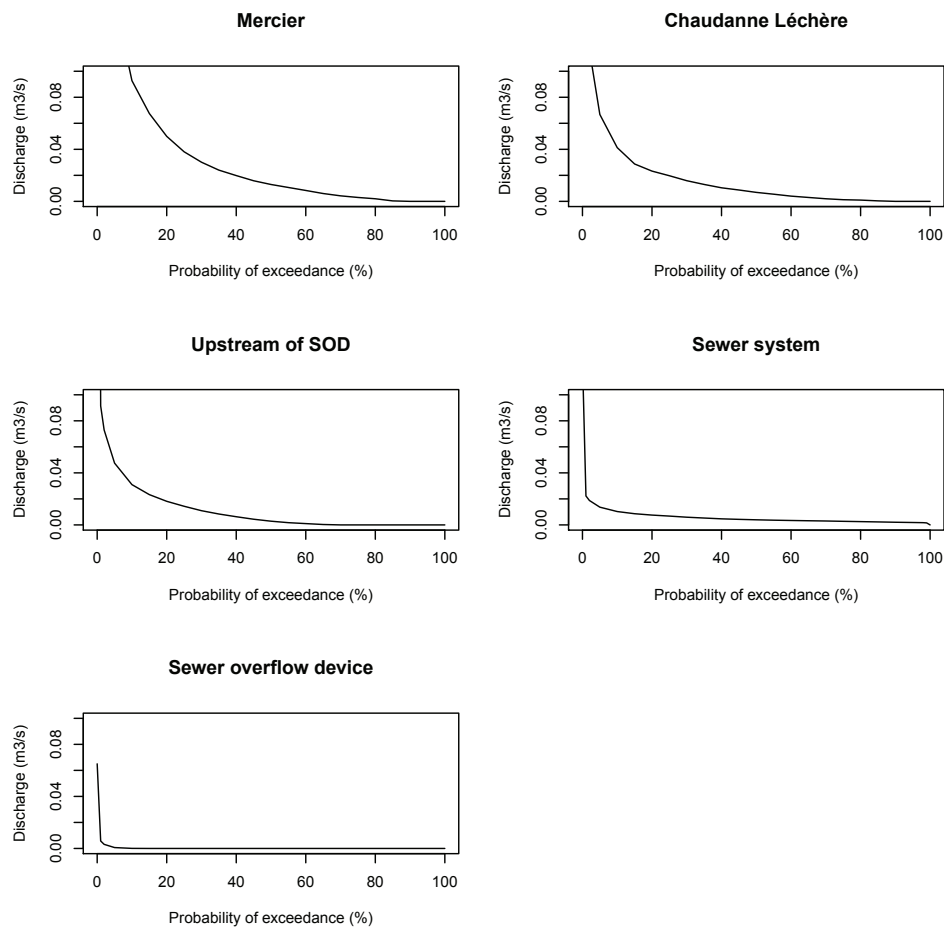 Mercier
Discharge (m3/s)
0.00 0.04 0.08
0 20 40 60 80 100
Probability of exceedance (%)
Chaudanne Léchère
Discharge (m3/s)
0.00 0.04 0.08
0 20 40 60 80 100
Probability of exceedance (%)
Upstream of SOD
Discharge (m3/s)
0.00 0.04 0.08
0 20 40 60 80 100
Probability of exceedance (%)
Sewer system
Discharge (m3/s)
0.00 0.04 0.08
0 20 40 60 80 100
Probability of exceedance (%)
Sewer overflow device
Discharge (m3/s)
0.00 0.04 0.08
0 20 40 60 80 100
Probability of exceedance (%)